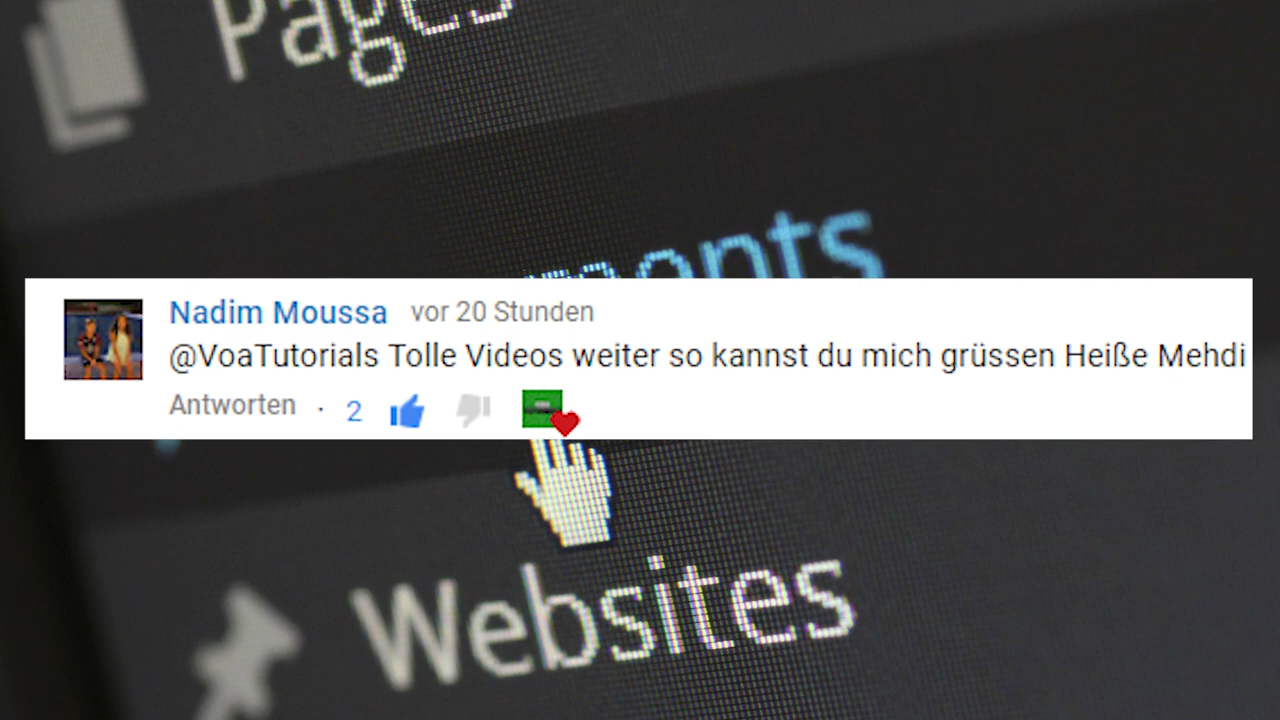 Pages
Nadim Moussa vor 20 Stunden
@VoaTutorials Tolle Videos weiter so kannst du mich grüssen Heiße Mehdi
Antworten · 2
Websites